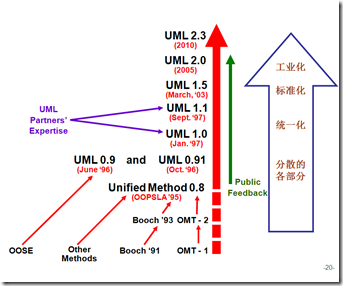 UML 2.3
(2010)
UML 2.0
(2005)
UML 1.5
(March, '03)
UML 1.1
(Sept. '97)
UML 1.0
(Jan. '97)
UML
Partners'
Expertise
UML 0.9 and UML 0.91
(June '96) (Oct. '96)
Unified Method 0.8
(OOPSLA '95)
Public
Feedback
Booch '93 OMT - 2
OOSE Other
Methods
Booch '91 OMT - 1
工业化
标准化
统一化
分散的
各部分
-20-